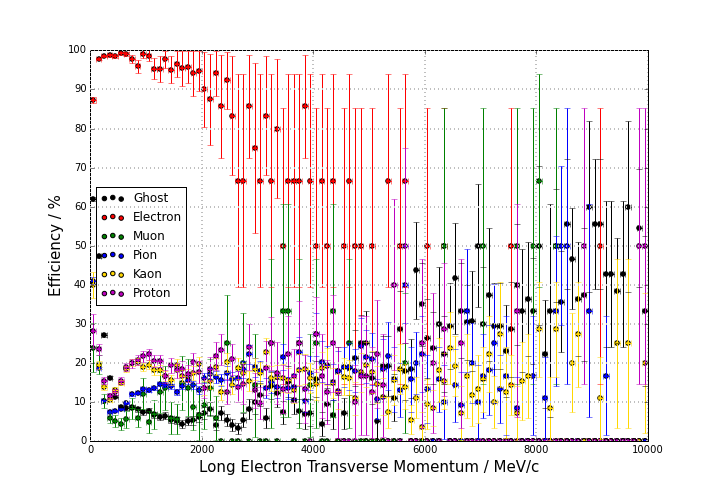 100
90
80
70
60
50
40
30
20
10
0
Efficiency / %
Ghost
Electron
Muon
Pion
Kaon
Proton
0 2000 4000 6000 8000 10000
Long Electron Transverse Momentum / MeV/c